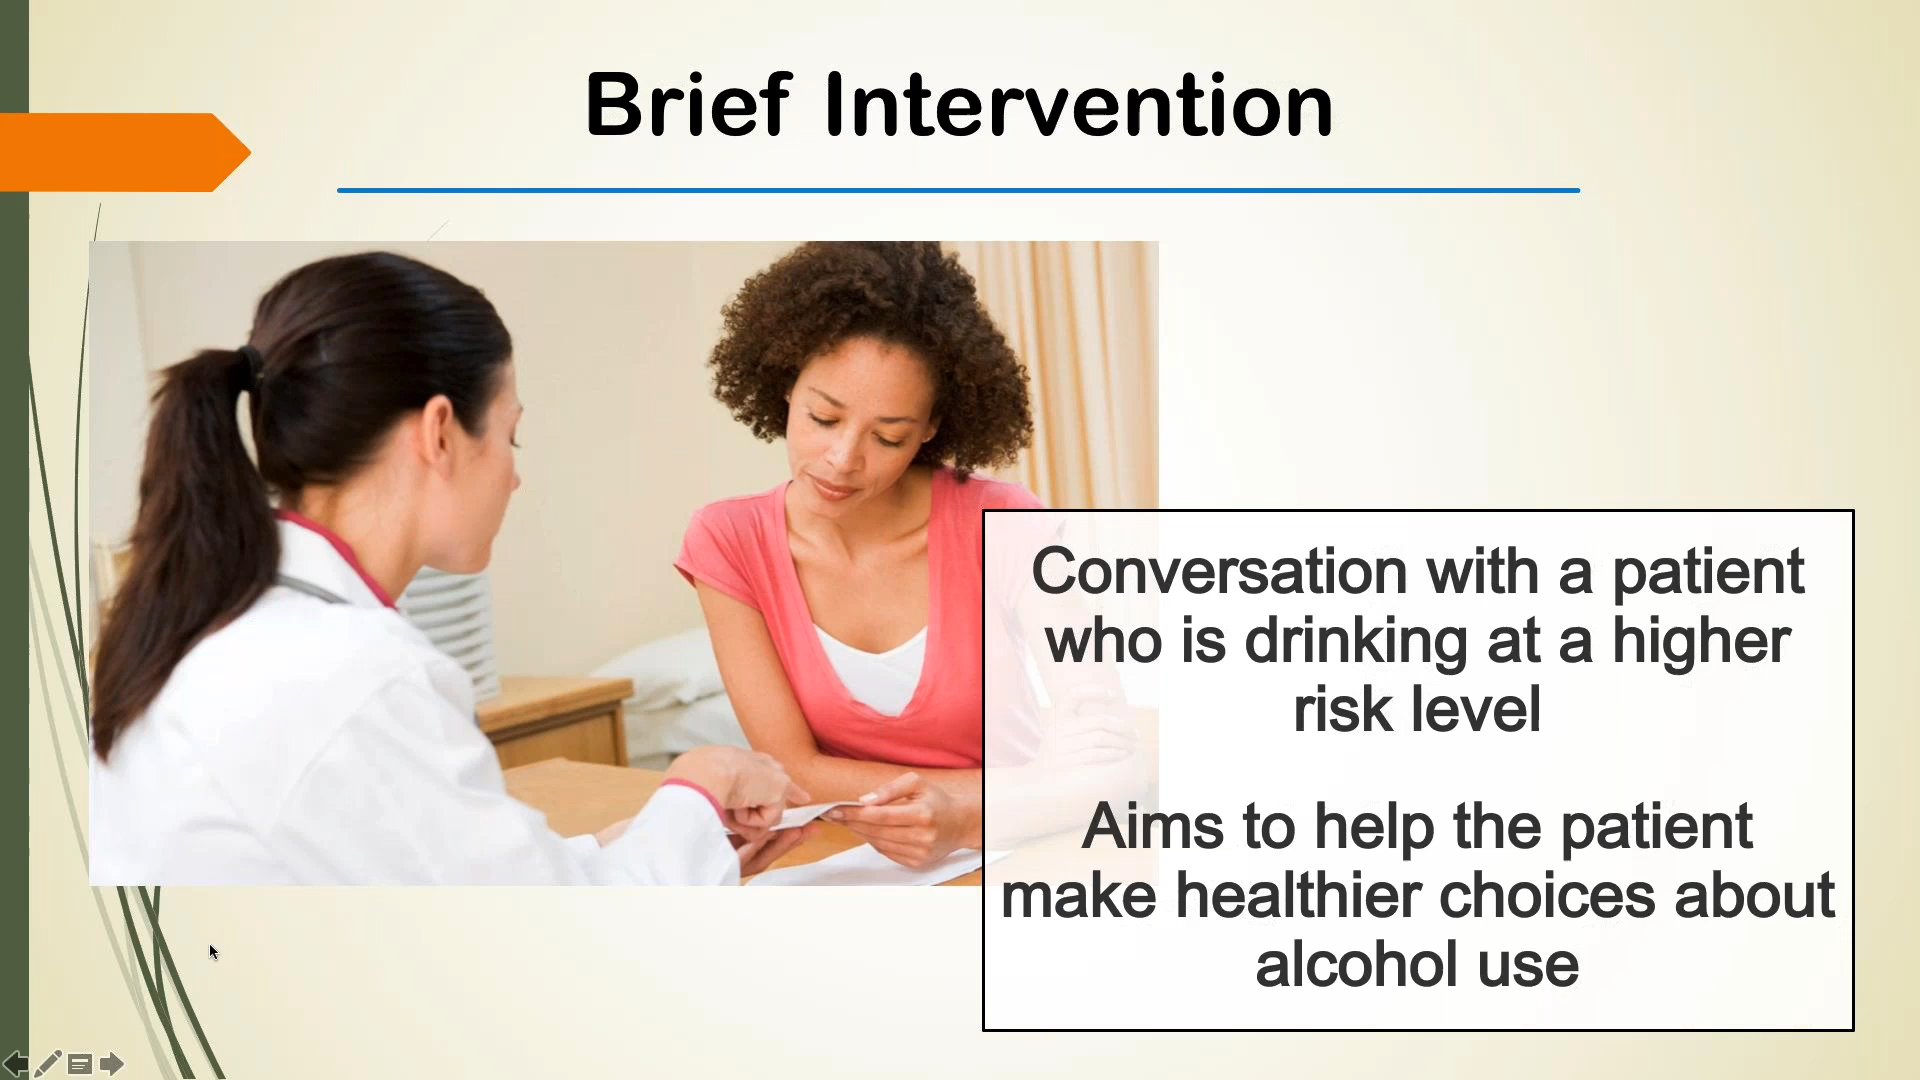 Brief Intervention
Conversation with a patient
who is drinking at a higher
risk level
Aims to help the patient
make healthier choices about
alcohol use